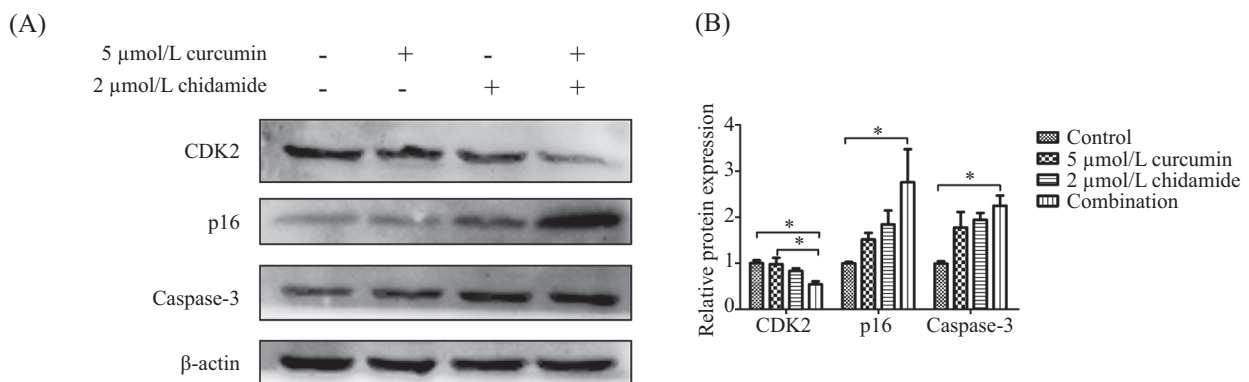 (A)
5 µmol/L curcumin - + - +
2 µmol/L chidamide - - + +
CDK2
p16
Caspase-3
β-actin
(B)
Relative protein expression
4
3
2
1
0
* * * *
CDK2 p16 Caspase-3
Control
5 µmol/L curcumin
2 µmol/L chidamide
Combination